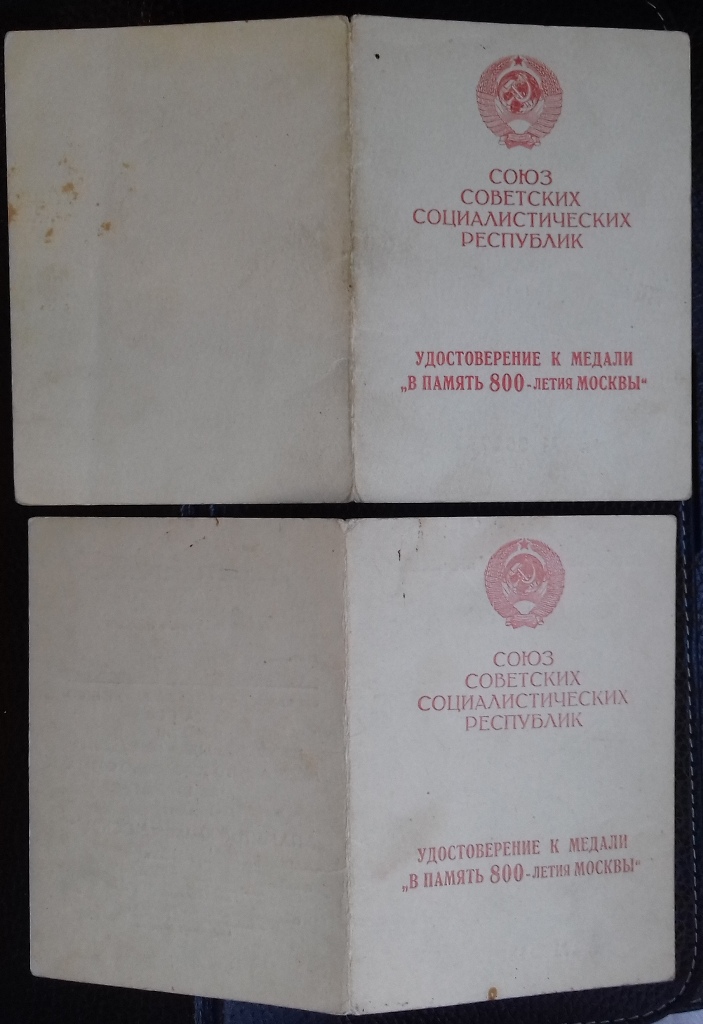 СОЮЗ
СОВЕТСКИХ
СОЦИАЛИСТИЧЕСКИХ
РЕСПУБЛИК
УДОСТОВЕРЕНИЕ К МЕДАЛИ
„В ПАМЯТЬ 800-ЛЕТИЯ МОСКВЫ“
СОЮЗ
СОВЕТСКИХ
СОЦИАЛИСТИЧЕСКИХ
РЕСПУБЛИК
УДОСТОВЕРЕНИЕ К МЕДАЛИ
„В ПАМЯТЬ 800-ЛЕТИЯ МОСКВЫ“